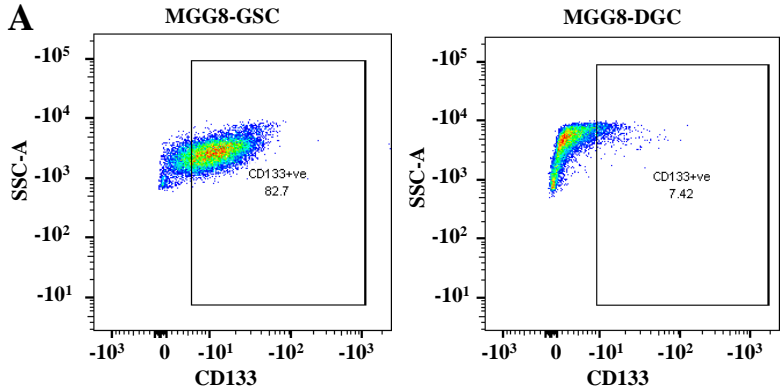 A
MGG8-GSC
MGG8-DGC
SSC-A
-10⁵
-10⁴
-10³
-10²
-10¹
CD133+ve
82.7
-10³ 0 -10¹ -10² -10³
CD133
SSC-A
-10⁵
-10⁴
-10³
-10²
-10¹
CD133+ve
7.42
-10³ 0 -10¹ -10² -10³
CD133